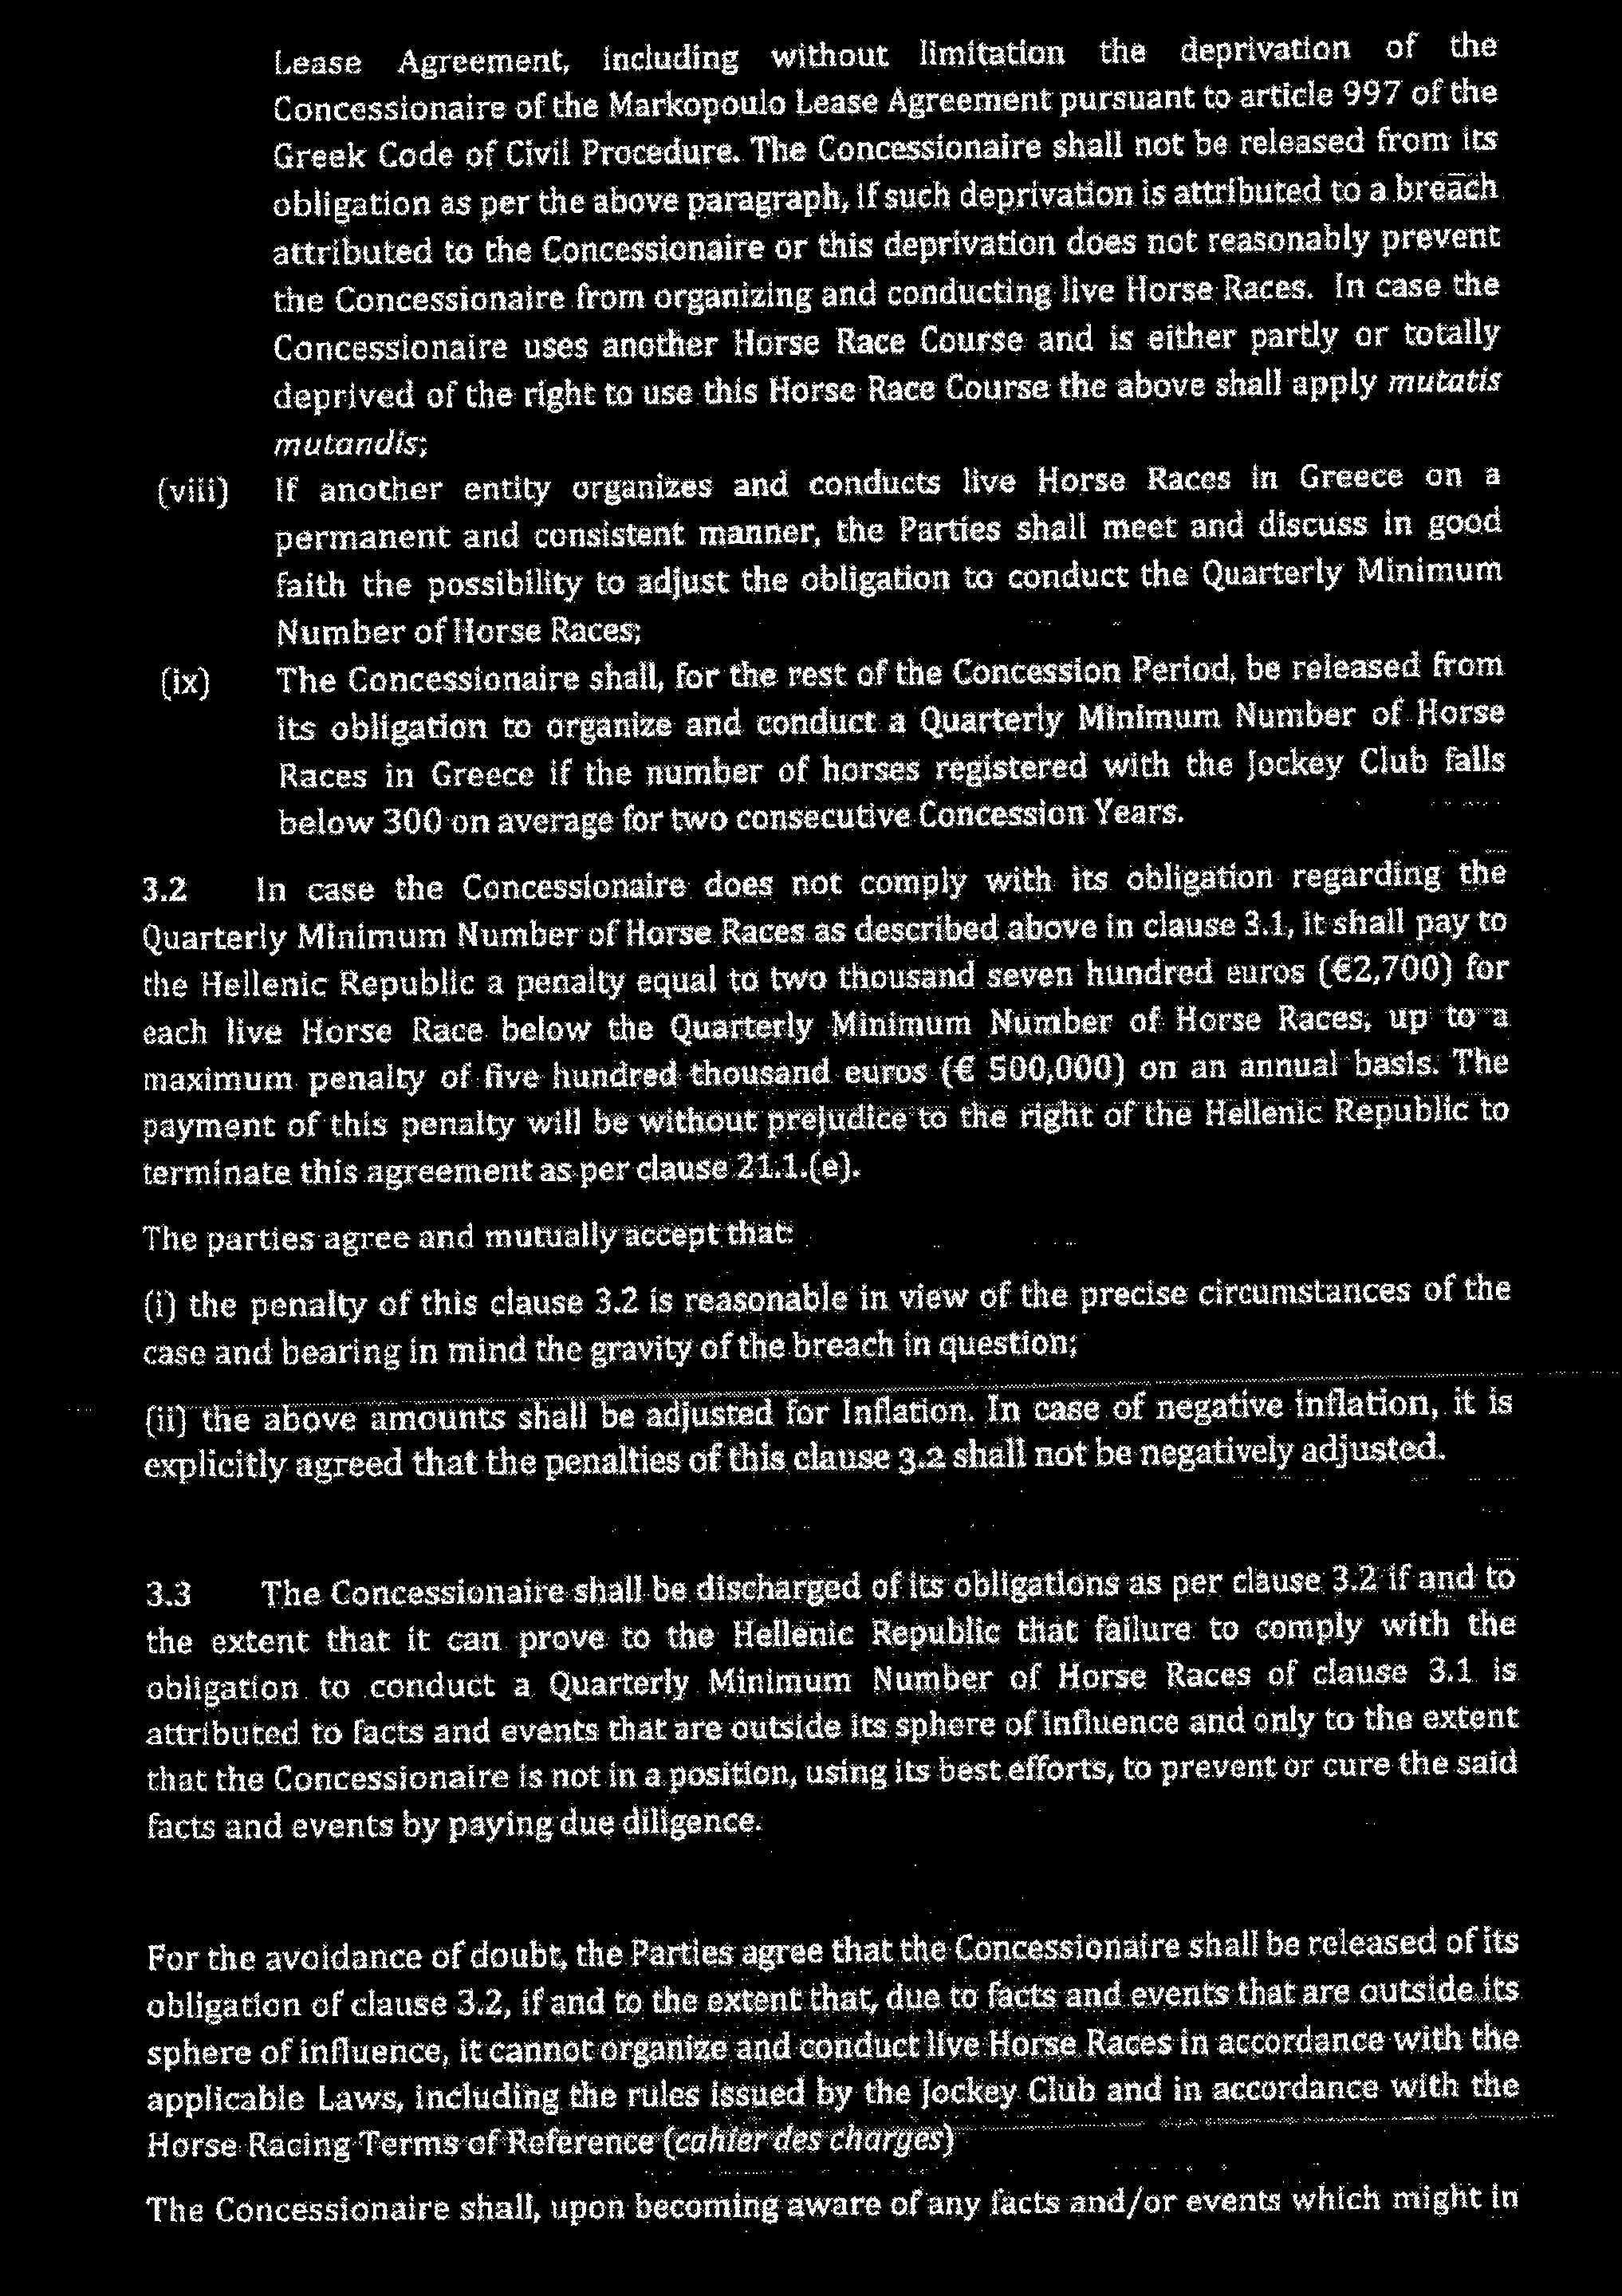 Lease Agreement, including without limitation the deprivation of the
Concessionaire of the Markopoulo Lease Agreement pursuant to article 997 of the
Greek Code of Civil Procedure. The Concessionaire shall not be released from its
obligation as per the above paragraph, if such deprivation is attributed to a breach
attributed to the Concessionaire or this deprivation does not reasonably prevent
the Concessionaire from organizing and conducting live Horse Races. In case the
Concessionaire uses another Horse Race Course and is either partly or totally
deprived of the right to use this Horse Race Course the above shall apply mutatis
mutandis;
(viii) If another entity organizes and conducts live Horse Races in Greece on a
permanent and consistent manner, the Parties shall meet and discuss in good
faith the possibility to adjust the obligation to conduct the Quarterly Minimum
Number of Horse Races;
(ix) The Concessionaire shall, for the rest of the Concession Period, be released from
its obligation to organize and conduct a Quarterly Minimum Number of Horse
Races in Greece if the number of horses registered with the Jockey Club falls
below 300 on average for two consecutive Concession Years.
3.2 In case the Concessionaire does not comply with its obligation regarding the
Quarterly Minimum Number of Horse Races as described above in clause 3.1, it shall pay to
the Hellenic Republic a penalty equal to two thousand seven hundred euros (€2,700) for
each live Horse Race below the Quarterly Minimum Number of Horse Races, up to a
maximum penalty of five hundred thousand euros (€ 500,000) on an annual basis. The
payment of this penalty will be without prejudice to the right of the Hellenic Republic to
terminate this agreement as per clause 21.1.(e).
The parties agree and mutually accept that:
(i) the penalty of this clause 3.2 is reasonable in view of the precise circumstances of the
case and bearing in mind the gravity of the breach in question;
(ii) the above amounts shall be adjusted for Inflation. In case of negative inflation, it is
explicitly agreed that the penalties of this clause 3.2 shall not be negatively adjusted.
3.3 The Concessionaire shall be discharged of its obligations as per clause 3.2 if and to
the extent that it can prove to the Hellenic Republic that failure to comply with the
obligation to conduct a Quarterly Minimum Number of Horse Races of clause 3.1 is
attributed to facts and events that are outside its sphere of influence and only to the extent
that the Concessionaire is not in a position, using its best efforts, to prevent or cure the said
facts and events by paying due diligence.
For the avoidance of doubt, the Parties agree that the Concessionaire shall be released of its
obligation of clause 3.2, if and to the extent that, due to facts and events that are outside its
sphere of influence, it cannot organize and conduct live Horse Races in accordance with the
applicable Laws, including the rules issued by the Jockey Club and in accordance with the
Horse Racing Terms of Reference (cahier des charges)
The Concessionaire shall, upon becoming aware of any facts and/or events which might in